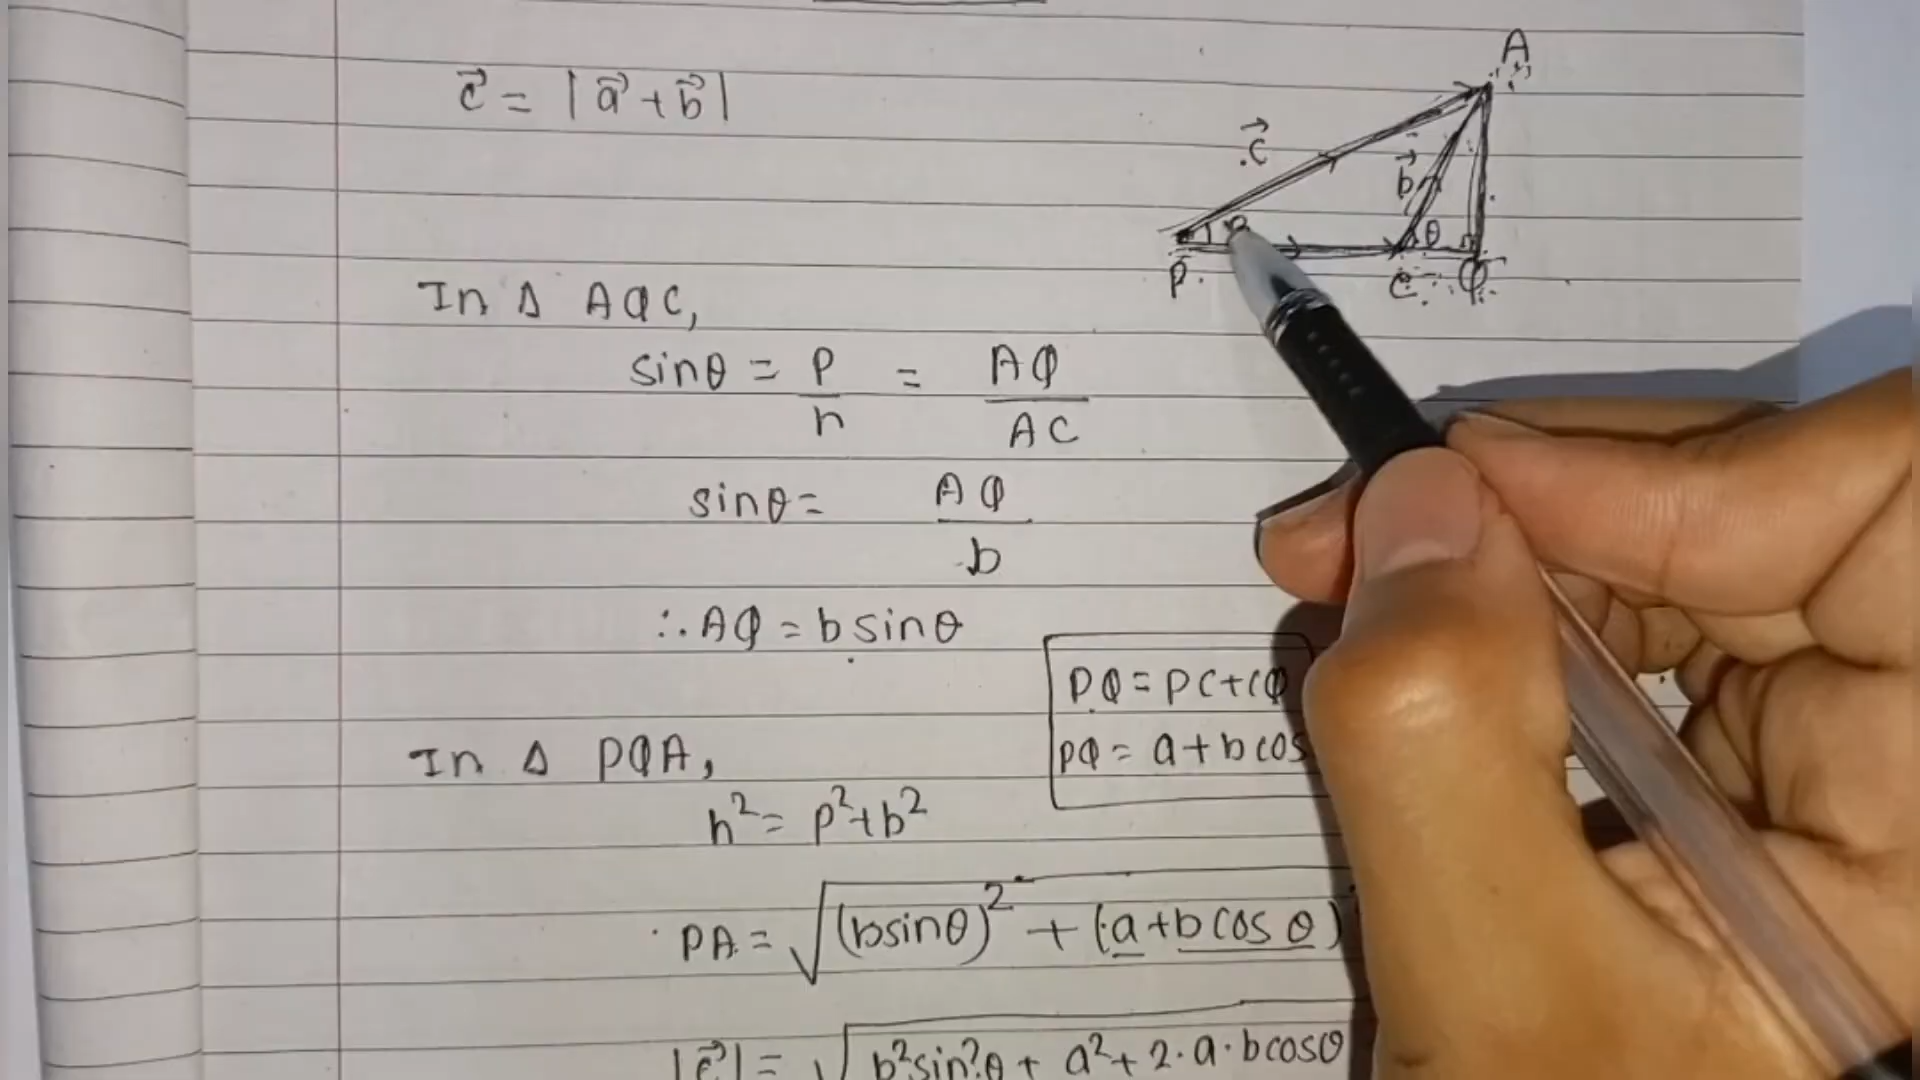 A
c⃗ = |a⃗ + b⃗|
c⃗
b⃗
θ
P
C
Q
In Δ AQC,
sinθ = p/h = AQ/AC
sinθ = AQ/b
∴ AQ = b sinθ
PQ = PC + CQ
PQ = a + b cos
In Δ PQA,
h² = p² + b²
PA = √(bsinθ)² + (a + b cos θ)
|c⃗| = √b²sin²θ + a² + 2·a·b cosθ